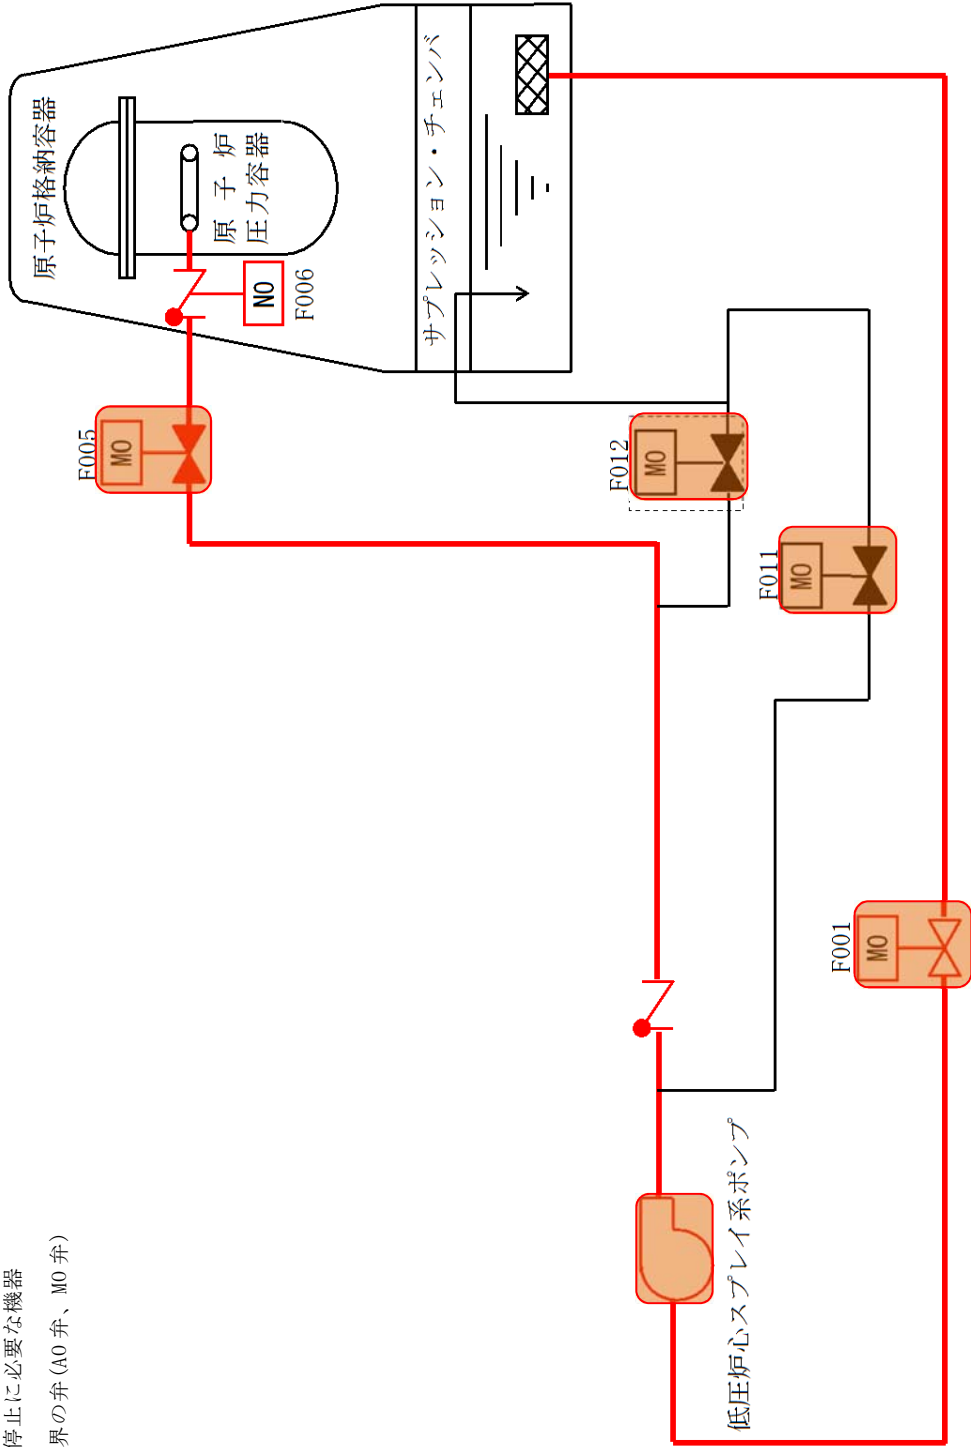 原子炉格納容器
原子炉
圧力容器
サプレッション・チェンバ
NO
F006
MO
F005
MO
F012
MO
F011
MO
F001
低圧炉心スプレイ系ポンプ
停止に必要な機器
界の弁(AO弁、MO弁)